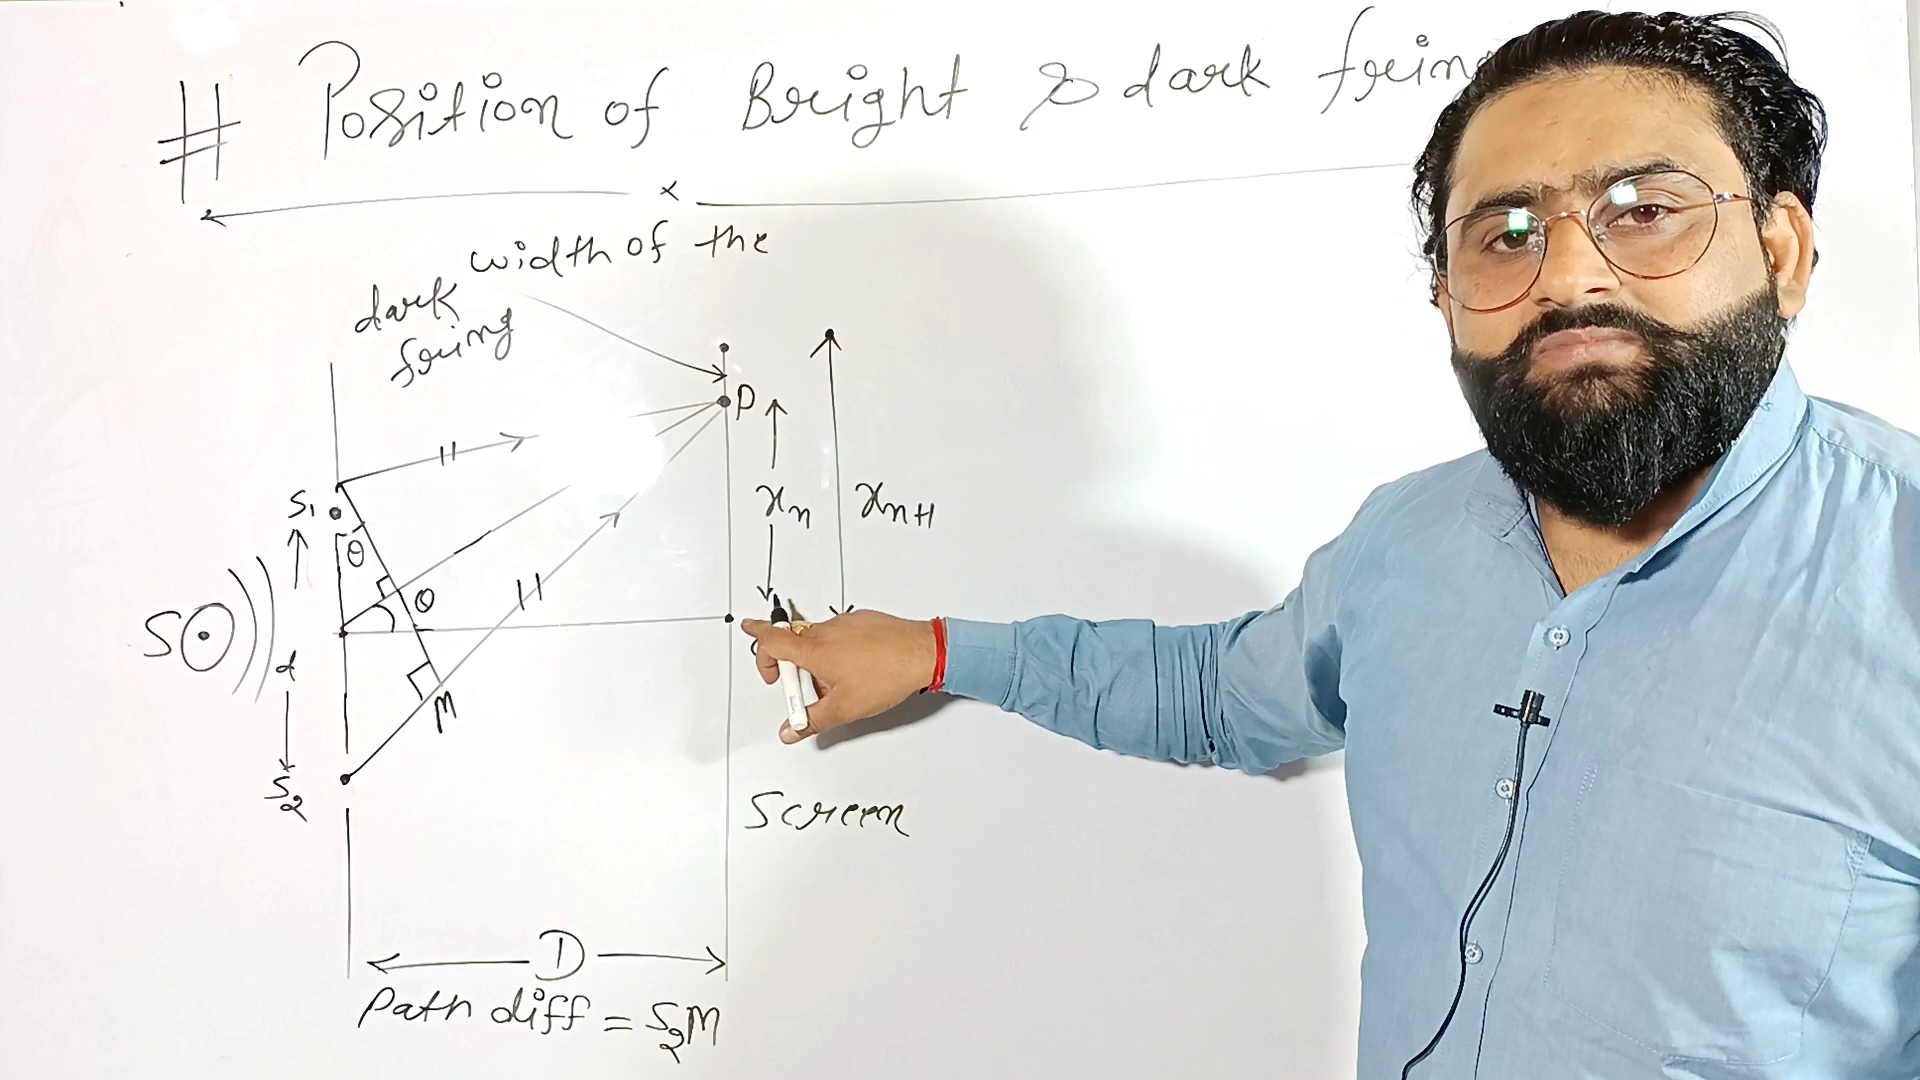 # Position of Bright & dark fring
x
width of the
dark
fring
P
S₁
θ
xₙ
xₙ₊₁
θ
S
d
M
S₂
Screen
D
Path diff = S₂M